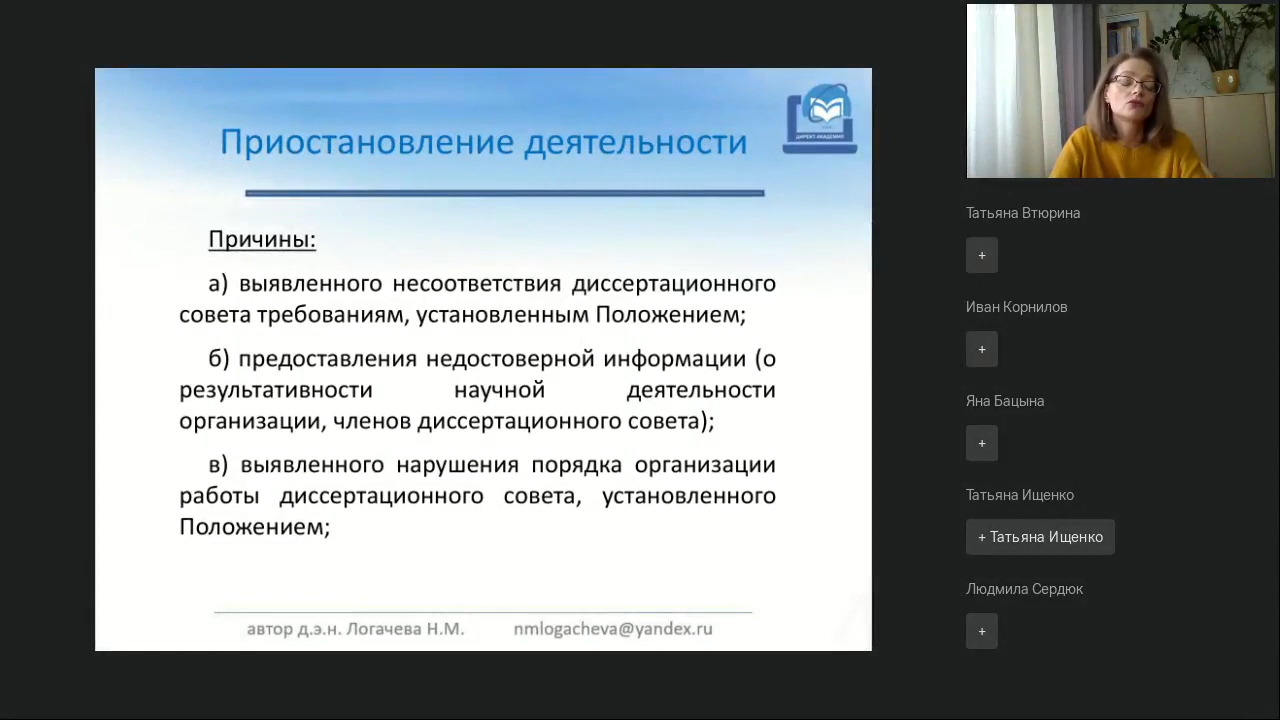 Приостановление деятельности
ДИРЕКТ-АКАДЕМИЯ
Причины:
а) выявленного несоответствия диссертационного
совета требованиям, установленным Положением;
б) предоставления недостоверной информации (о
результативности научной деятельности
организации, членов диссертационного совета);
в) выявленного нарушения порядка организации
работы диссертационного совета, установленного
Положением;
автор д.э.н. Логачева Н.М. nmlogacheva@yandex.ru
Татьяна Втюрина
+
Иван Корнилов
+
Яна Бацына
+
Татьяна Ищенко
+ Татьяна Ищенко
Людмила Сердюк
+